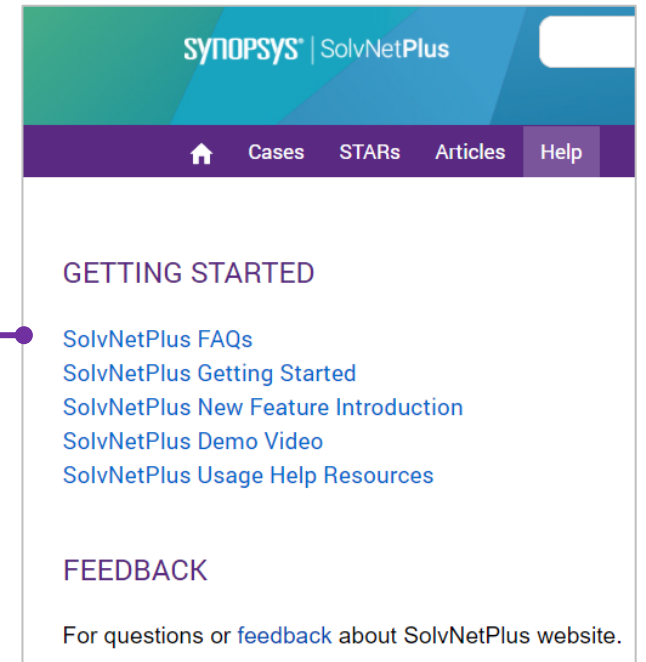 SYNOPSYS® | SolvNetPlus
Cases STARs Articles Help
GETTING STARTED
SolvNetPlus FAQs
SolvNetPlus Getting Started
SolvNetPlus New Feature Introduction
SolvNetPlus Demo Video
SolvNetPlus Usage Help Resources
FEEDBACK
For questions or feedback about SolvNetPlus website.